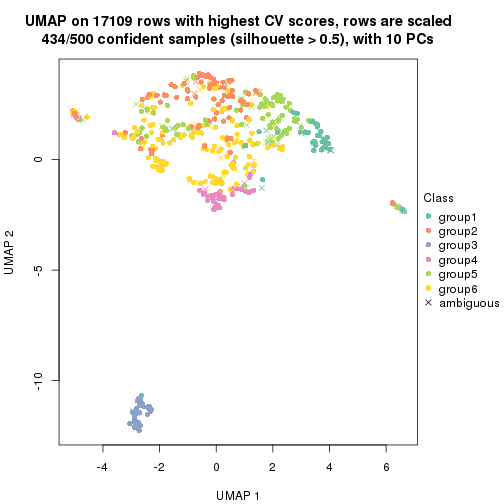 UMAP on 17109 rows with highest CV scores, rows are scaled
434/500 confident samples (silhouette > 0.5), with 10 PCs
0
-5
-10
UMAP 2
-4
-2
0
2
4
6
UMAP 1
Class
group1
group2
group3
group4
group5
group6
ambiguous